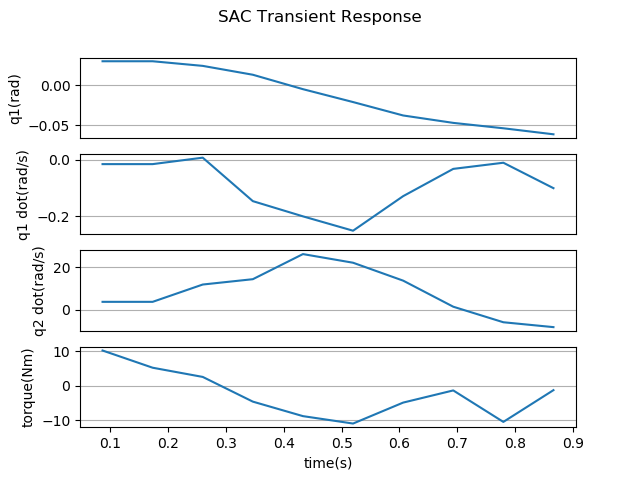 SAC Transient Response
q1(rad)
0.00
−0.05
q1 dot(rad/s)
0.0
−0.2
q2 dot(rad/s)
20
0
torque(Nm)
10
0
−10
0.1 0.2 0.3 0.4 0.5 0.6 0.7 0.8 0.9
time(s)